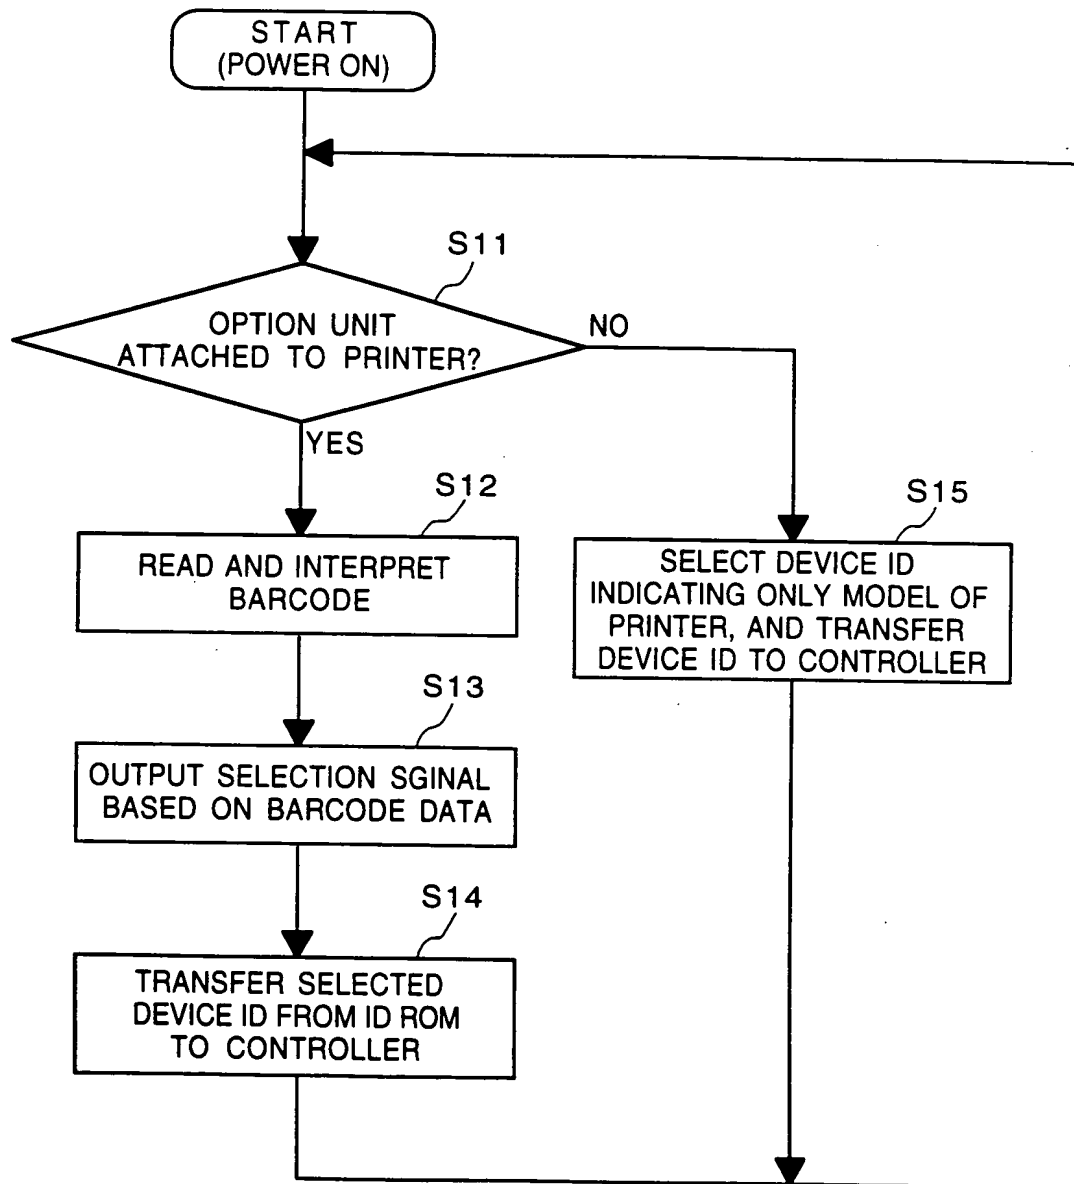 START
(POWER ON)
S11
OPTION UNIT
ATTACHED TO PRINTER?
NO
YES
S12
READ AND INTERPRET
BARCODE
S15
SELECT DEVICE ID
INDICATING ONLY MODEL OF
PRINTER, AND TRANSFER
DEVICE ID TO CONTROLLER
S13
OUTPUT SELECTION SGINAL
BASED ON BARCODE DATA
S14
TRANSFER SELECTED
DEVICE ID FROM ID ROM
TO CONTROLLER